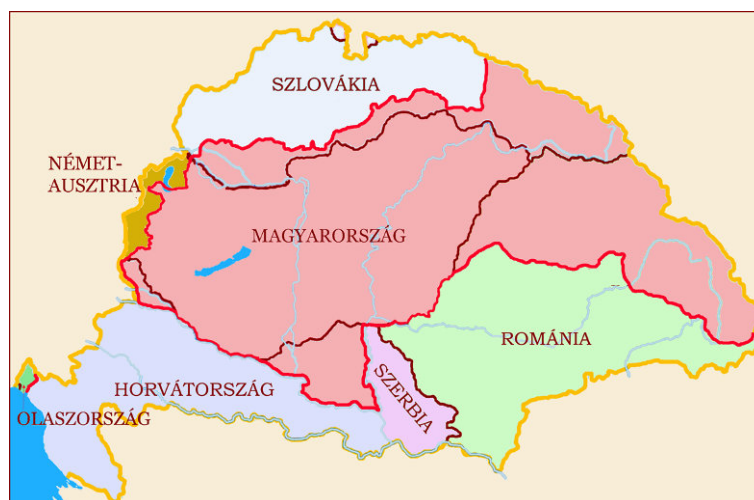 SZLOVÁKIA
NÉMET-
AUSZTRIA
MAGYARORSZÁG
ROMÁNIA
SZERBIA
HORVÁTORSZÁG
OLASZORSZÁG